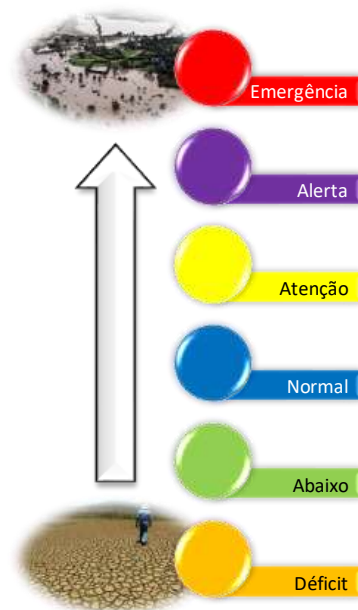 Emergência
Alerta
Atenção
Normal
Abaixo
Déficit